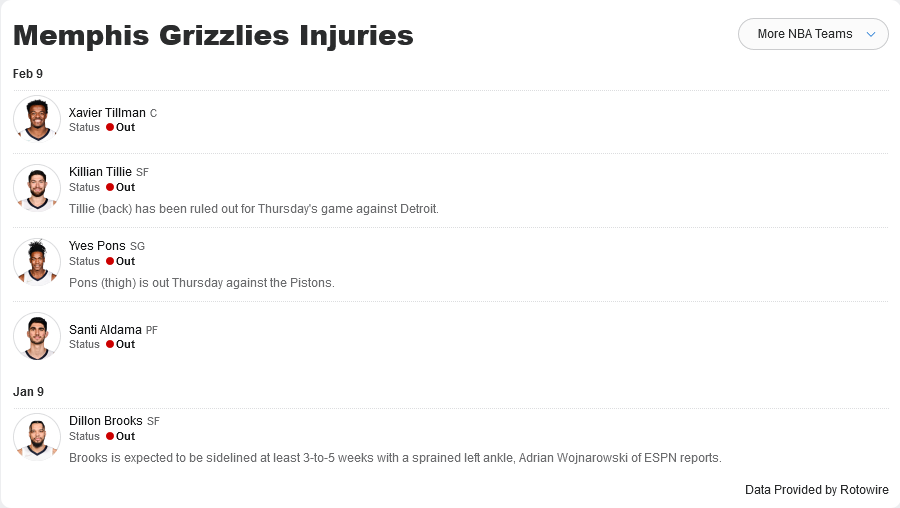 Memphis Grizzlies Injuries
More NBA Teams
Feb 9
Xavier Tillman C
Status Out
Killian Tillie SF
Status Out
Tillie (back) has been ruled out for Thursday's game against Detroit.
Yves Pons SG
Status Out
Pons (thigh) is out Thursday against the Pistons.
Santi Aldama PF
Status Out
Jan 9
Dillon Brooks SF
Status Out
Brooks is expected to be sidelined at least 3-to-5 weeks with a sprained left ankle, Adrian Wojnarowski of ESPN reports.
Data Provided by Rotowire